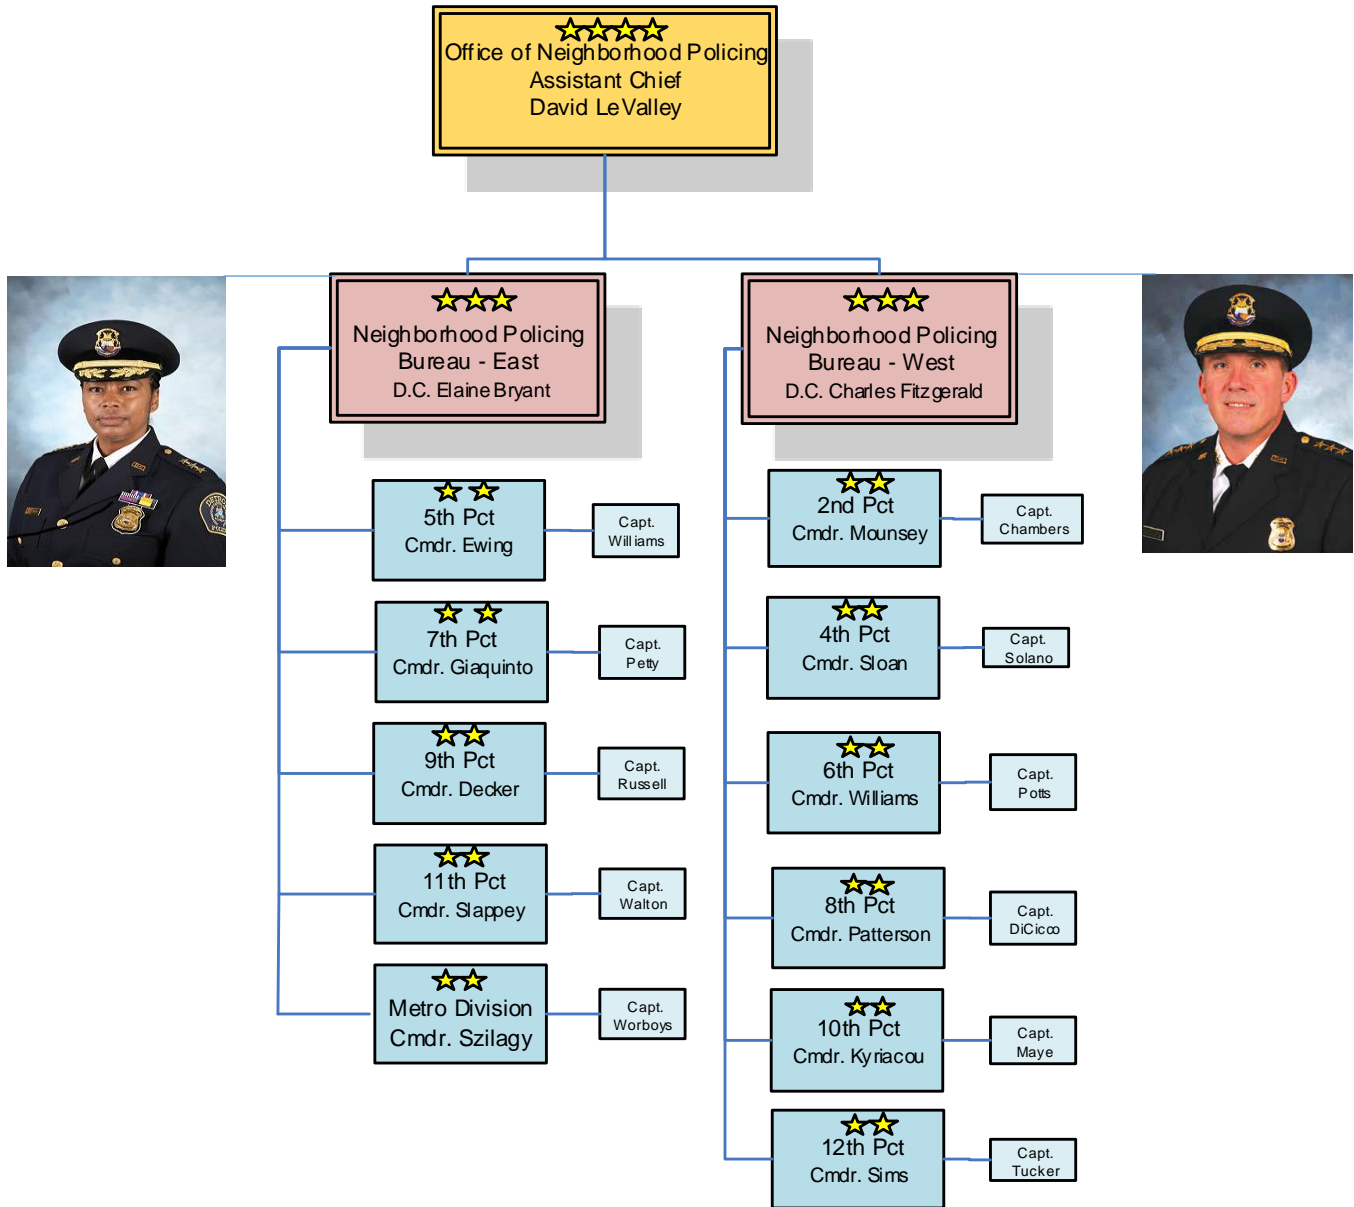 Office of Neighborhood Policing
Assistant Chief
David LeValley
Neighborhood Policing
Bureau - East
D.C. Elaine Bryant
Neighborhood Policing
Bureau - West
D.C. Charles Fitzgerald
5th Pct
Cmdr. Ewing
Capt.
Williams
7th Pct
Cmdr. Giaquinto
Capt.
Petty
9th Pct
Cmdr. Decker
Capt.
Russell
11th Pct
Cmdr. Slappey
Capt.
Walton
Metro Division
Cmdr. Szilagy
Capt.
Worboys
2nd Pct
Cmdr. Mounsey
Capt.
Chambers
4th Pct
Cmdr. Sloan
Capt.
Solano
6th Pct
Cmdr. Williams
Capt.
Potts
8th Pct
Cmdr. Patterson
Capt.
DiCicco
10th Pct
Cmdr. Kyriacou
Capt.
Maye
12th Pct
Cmdr. Sims
Capt.
Tucker